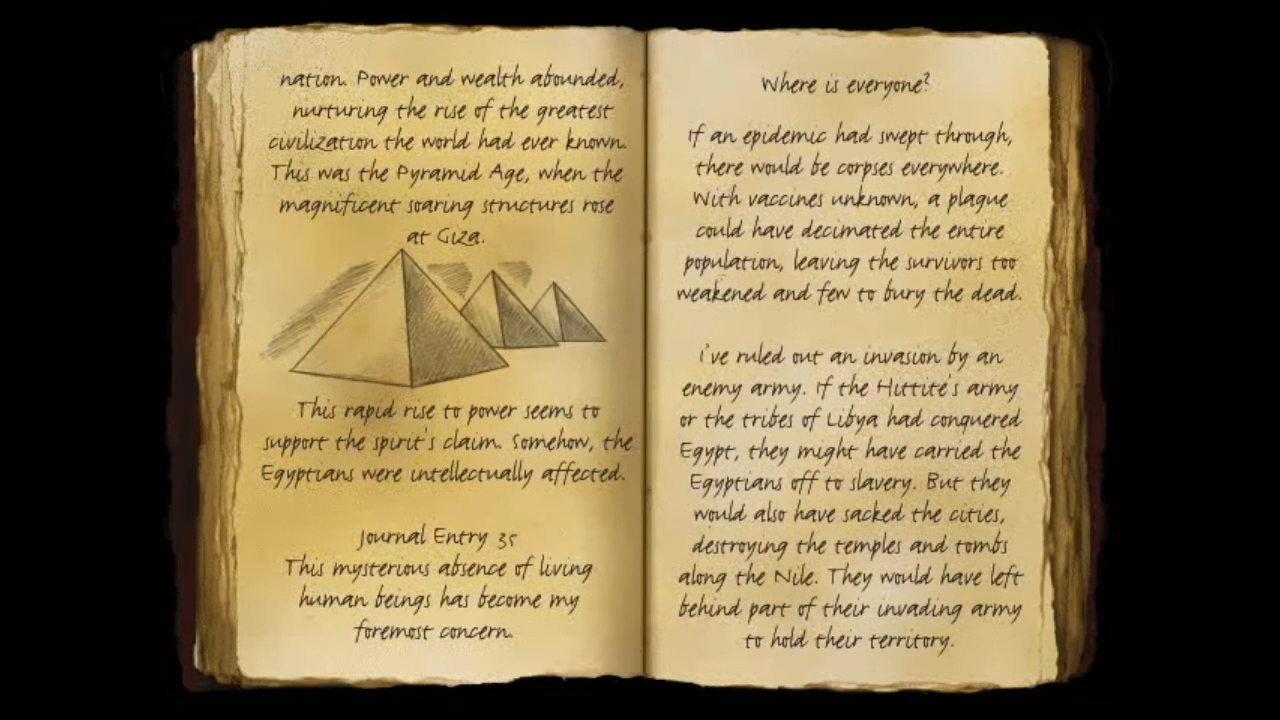 nation. Power and wealth abounded,
nurturing the rise of the greatest
civilization the world had ever known.
This was the Pyramid Age, when the
magnificent soaring structures rose
at Giza.
This rapid rise to power seems to
support the spirit's claim. Somehow, the
Egyptians were intellectually affected.
Journal Entry 35
This mysterious absence of living
human beings has become my
foremost concern.
Where is everyone?
If an epidemic had swept through,
there would be corpses everywhere.
With vaccines unknown, a plague
could have decimated the entire
population, leaving the survivors too
weakened and few to bury the dead.
I've ruled out an invasion by an
enemy army. If the Hittite's army
or the tribes of Libya had conquered
Egypt, they might have carried the
Egyptians off to slavery. But they
would also have sacked the cities,
destroying the temples and tombs
along the Nile. They would have left
behind part of their invading army
to hold their territory.